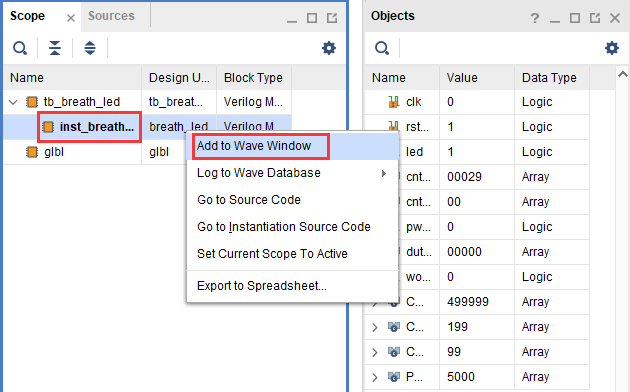 Scope × Sources
Name Design U... Block Type
tb_breath_led tb_breat... Verilog M...
inst_breath... breath_led Verilog M...
glbl glbl
Add to Wave Window
Log to Wave Database
Go to Source Code
Go to Instantiation Source Code
Set Current Scope To Active
Export to Spreadsheet...
Objects
Name Value Data Type
clk 0 Logic
rst... 1 Logic
led 1 Logic
cnt... 00029 Array
cnt... 00 Array
pw... 0 Logic
dut... 00000 Array
wo... 0 Logic
C... 499999 Array
C... 199 Array
C... 99 Array
P... 5000 Array